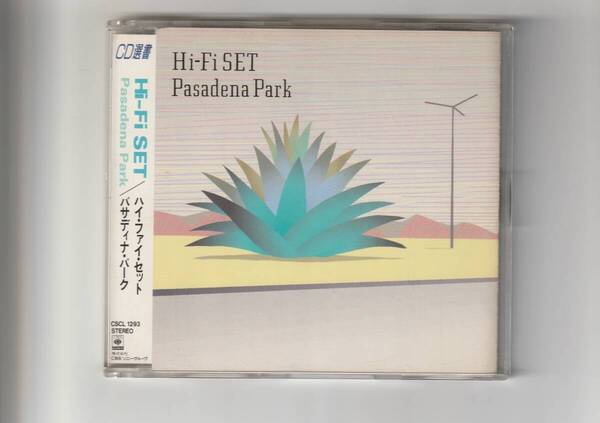 CD選書
Hi-Fi SET
Pasadena Park
ハイ・ファイ・セット
パサディナ・パーク
CSCL 1293
STEREO
Hi-Fi SET
Pasadena Park